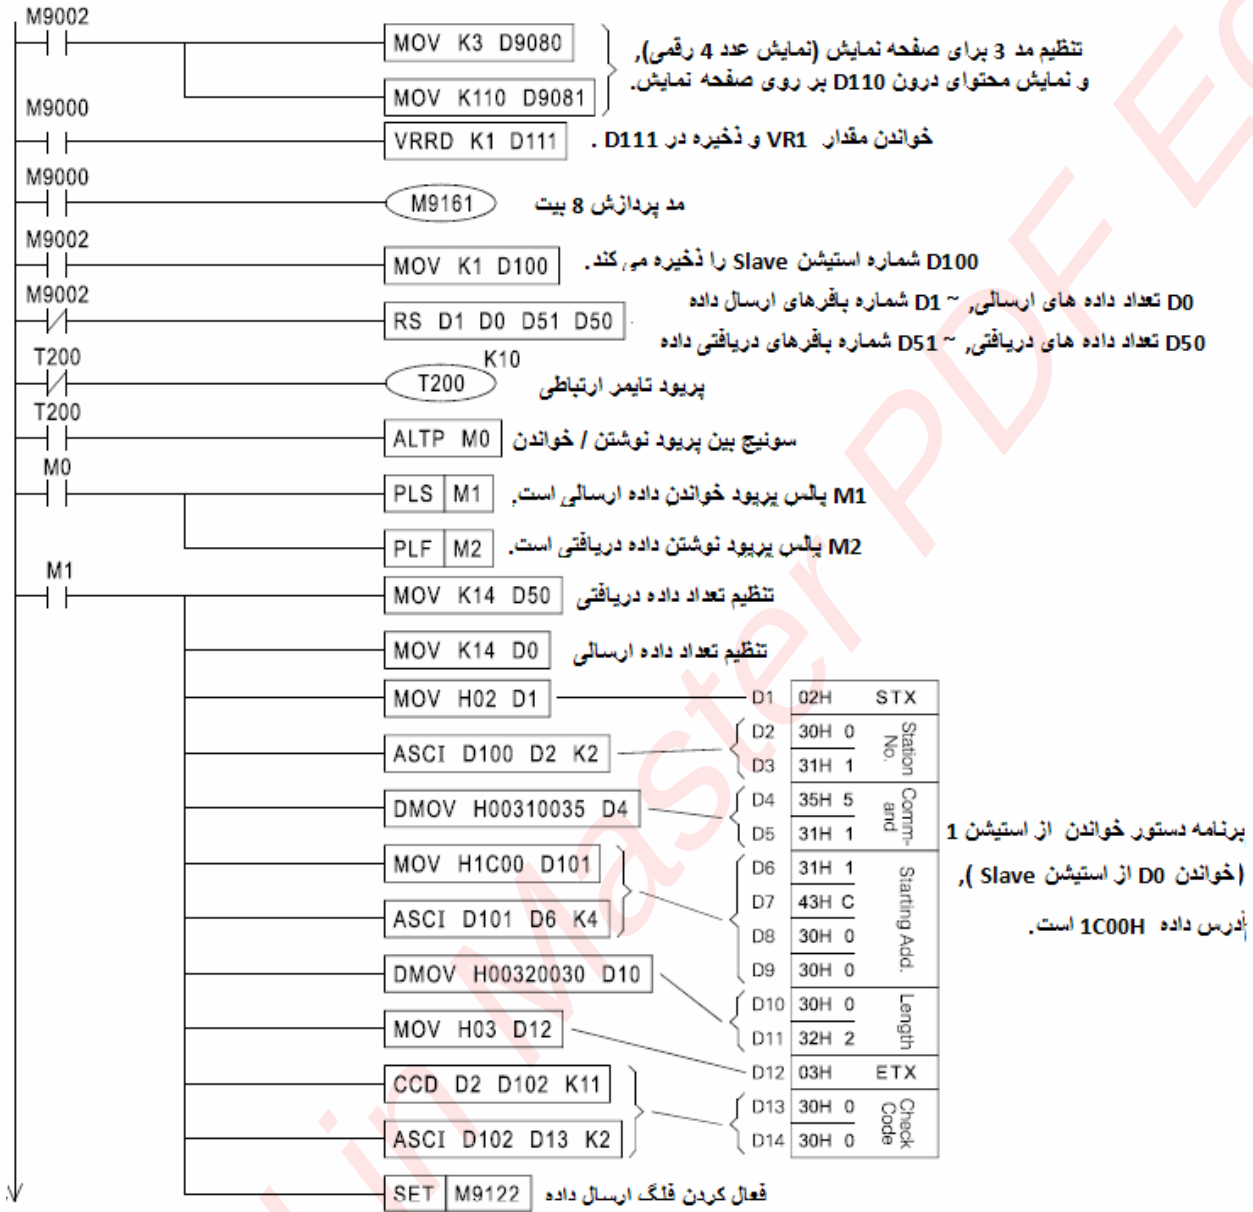 M9002
MOV K3 D9080
MOV K110 D9081
تنظیم مد 3 برای صفحه نمایش (نمایش عدد 4 رقمی),
و نمایش محتوای درون D110 بر روی صفحه نمایش.
M9000
VRRD K1 D111
خواندن مقدار VR1 و ذخیره در D111 .
M9000
M9161
مد پردازش 8 بیت
M9002
MOV K1 D100
D100 شماره استیشن Slave را ذخیره می کند.
M9002
RS D1 D0 D51 D50
D0 تعداد داده های ارسالی, ~ D1 شماره بافرهای ارسال داده
D50 تعداد داده های دریافتی, ~ D51 شماره بافرهای دریافتی داده
T200
K10
T200
پریود تایمر ارتباطی
T200
ALTP M0
سوئیچ بین پریود نوشتن / خواندن
M0
PLS M1
M1 پالس پریود خواندن داده ارسالی است.
PLF M2
M2 پالس پریود نوشتن داده دریافتی است.
M1
MOV K14 D50
تنظیم تعداد داده دریافتی
MOV K14 D0
تنظیم تعداد داده ارسالی
MOV H02 D1
D1 02H STX
ASCI D100 D2 K2
D2 30H 0
D3 31H 1
Station No.
DMOV H00310035 D4
D4 35H 5
D5 31H 1
Comm-and
MOV H1C00 D101
ASCI D101 D6 K4
D6 31H 1
D7 43H C
D8 30H 0
D9 30H 0
Starting Add.
برنامه دستور خواندن از استیشن 1
(خواندن D0 از استیشن Slave ),
آدرس داده 1C00H است.
DMOV H00320030 D10
D10 30H 0
D11 32H 2
Length
MOV H03 D12
D12 03H ETX
CCD D2 D102 K11
ASCI D102 D13 K2
D13 30H 0
D14 30H 0
Check Code
SET M9122
فعال کردن فلگ ارسال داده
in Master PDF E